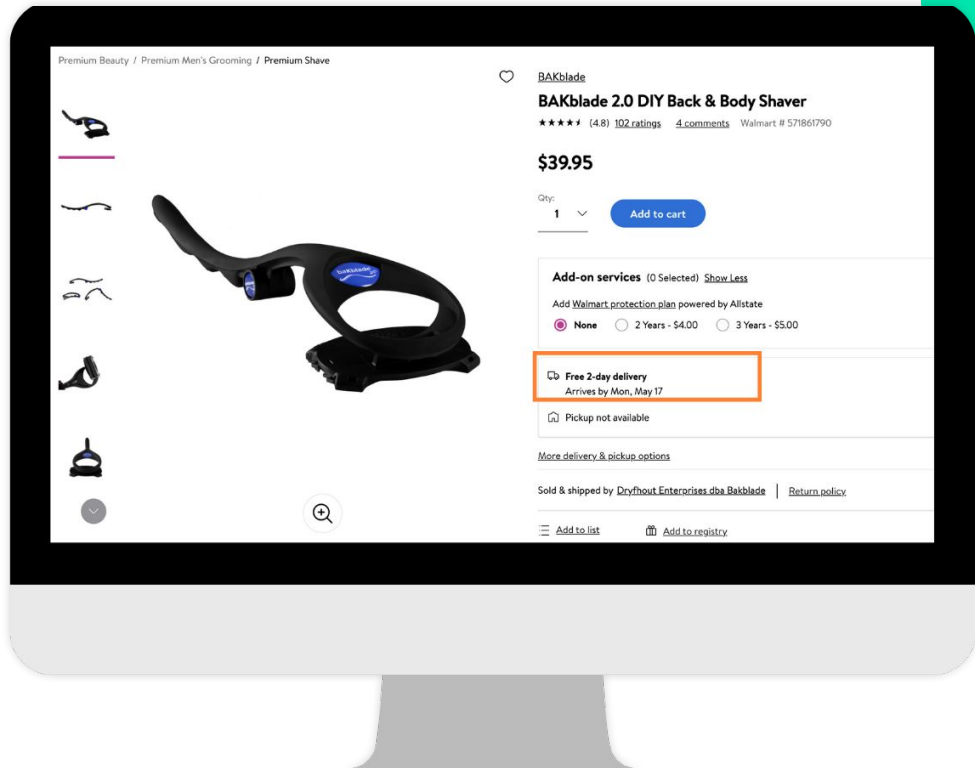 Premium Beauty / Premium Men's Grooming / Premium Shave
BAKblade
BAKblade 2.0 DIY Back & Body Shaver
(4.8) 102 ratings 4 comments Walmart # 571861790
$39.95
Qty:
1
Add to cart
Add-on services (0 Selected) Show Less
Add Walmart protection plan powered by Allstate
None 2 Years - $4.00 3 Years - $5.00
Free 2-day delivery
Arrives by Mon, May 17
Pickup not available
More delivery & pickup options
Sold & shipped by Dryfhout Enterprises dba Bakblade | Return policy
Add to list Add to registry
bakblade